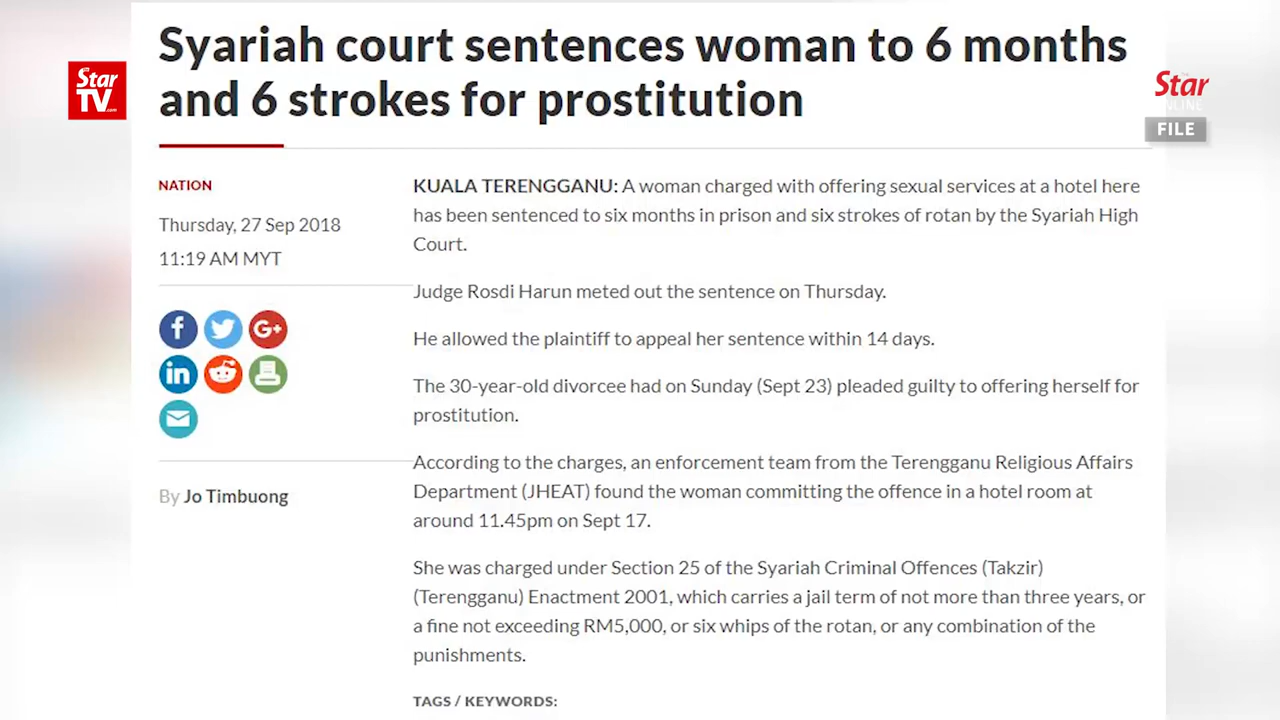 Syariah court sentences woman to 6 months
and 6 strokes for prostitution
THE
Star
TV.com
Star
ONLINE
FILE
NATION
Thursday, 27 Sep 2018
11:19 AM MYT
f
G+
in
By Jo Timbuong
KUALA TERENGGANU: A woman charged with offering sexual services at a hotel here
has been sentenced to six months in prison and six strokes of rotan by the Syariah High
Court.
Judge Rosdi Harun meted out the sentence on Thursday.
He allowed the plaintiff to appeal her sentence within 14 days.
The 30-year-old divorcee had on Sunday (Sept 23) pleaded guilty to offering herself for
prostitution.
According to the charges, an enforcement team from the Terengganu Religious Affairs
Department (JHEAT) found the woman committing the offence in a hotel room at
around 11.45pm on Sept 17.
She was charged under Section 25 of the Syariah Criminal Offences (Takzir)
(Terengganu) Enactment 2001, which carries a jail term of not more than three years, or
a fine not exceeding RM5,000, or six whips of the rotan, or any combination of the
punishments.
TAGS / KEYWORDS: